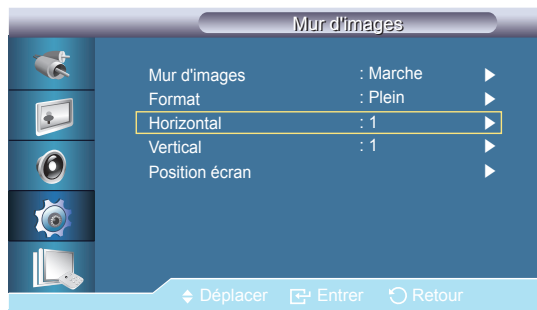 Mur d'images
Mur d'images : Marche
Format : Plein
Horizontal : 1
Vertical : 1
Position écran
Déplacer Entrer Retour